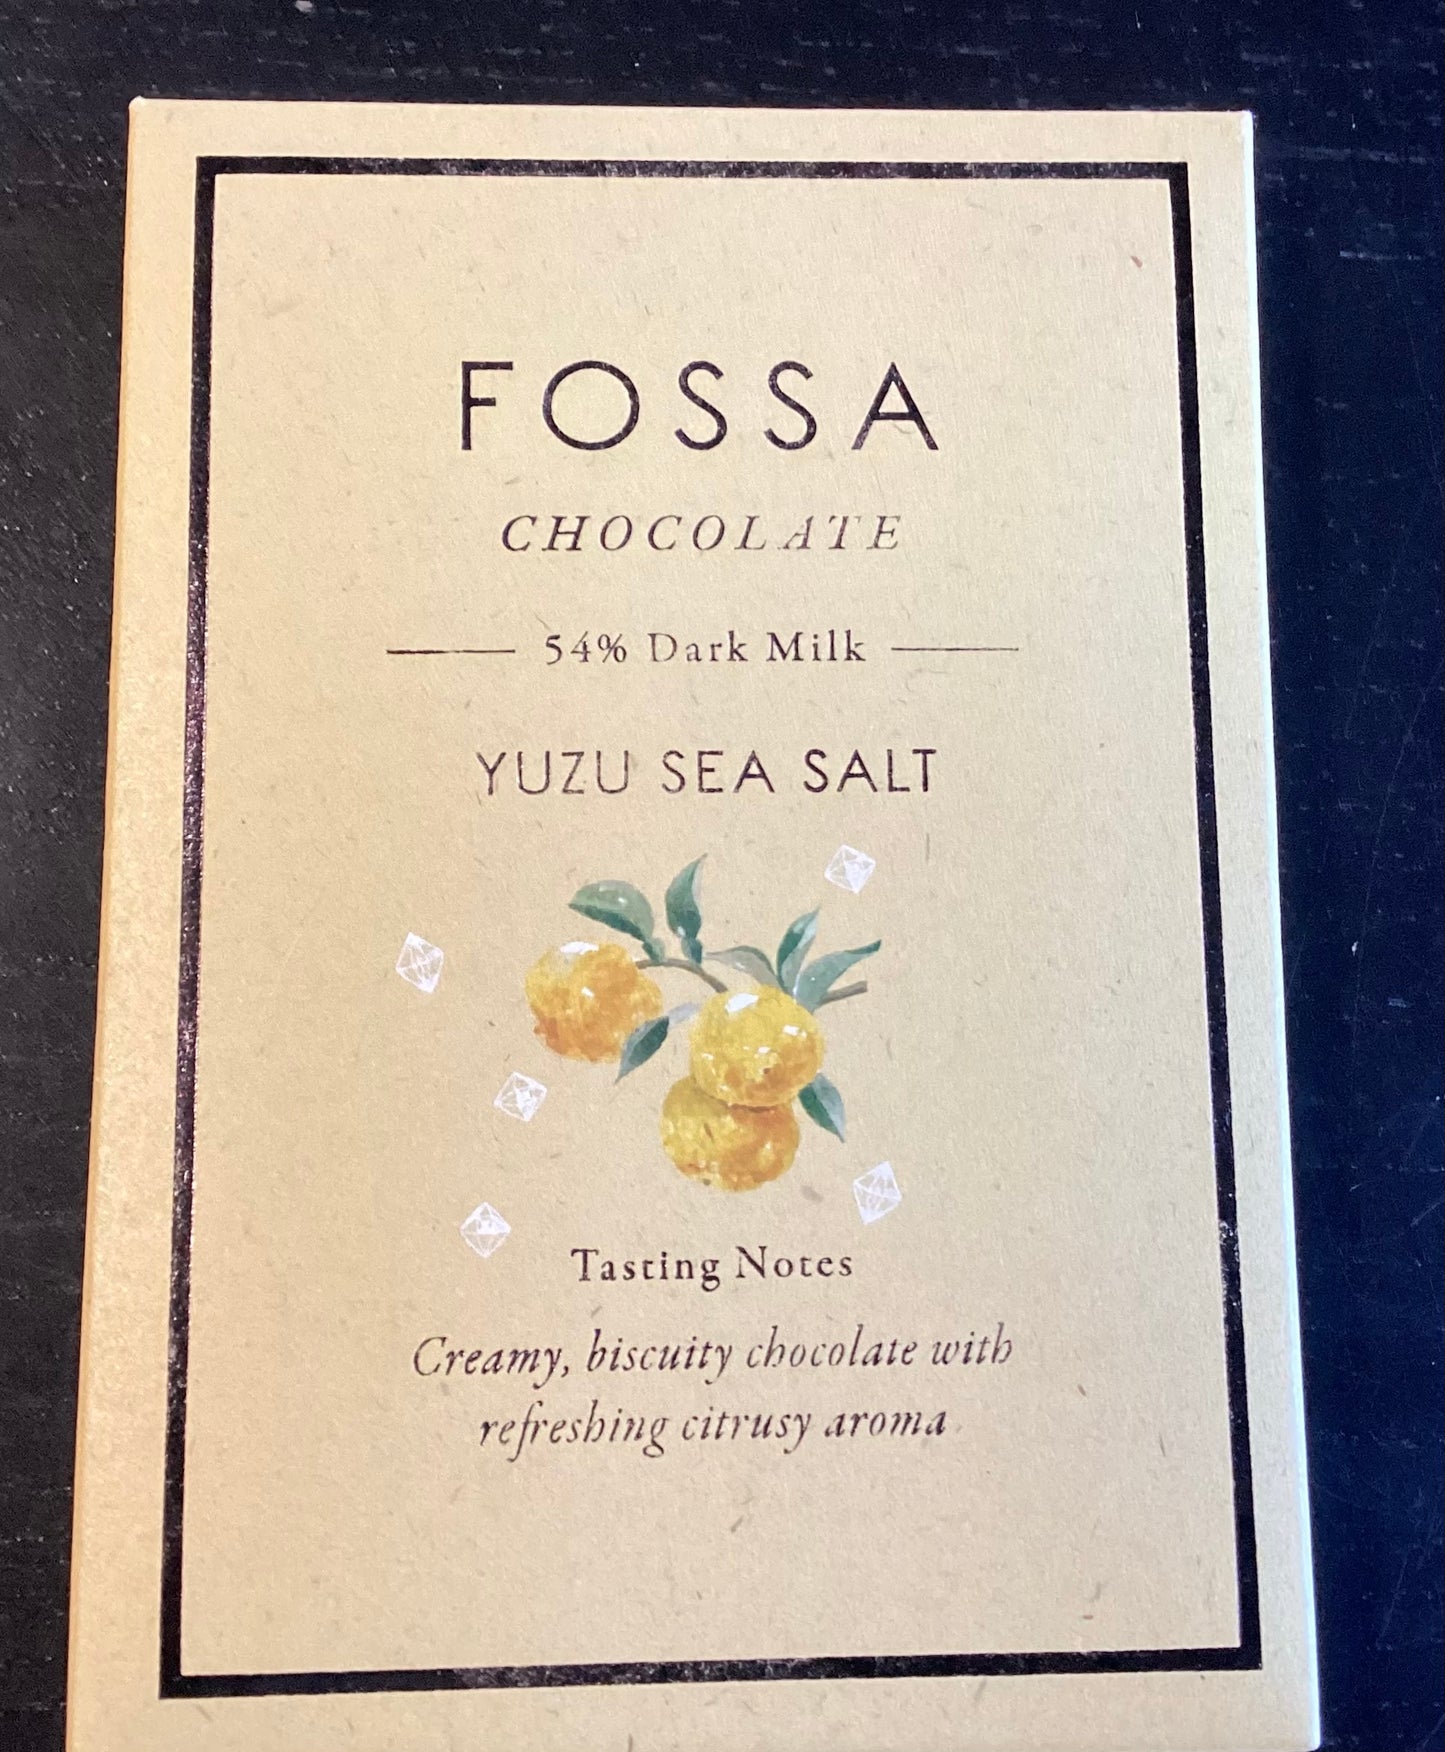 FOSSA
CHOCOLATE
54% Dark Milk
YUZU SEA SALT
Tasting Notes
Creamy, biscuity chocolate with
refreshing citrusy aroma